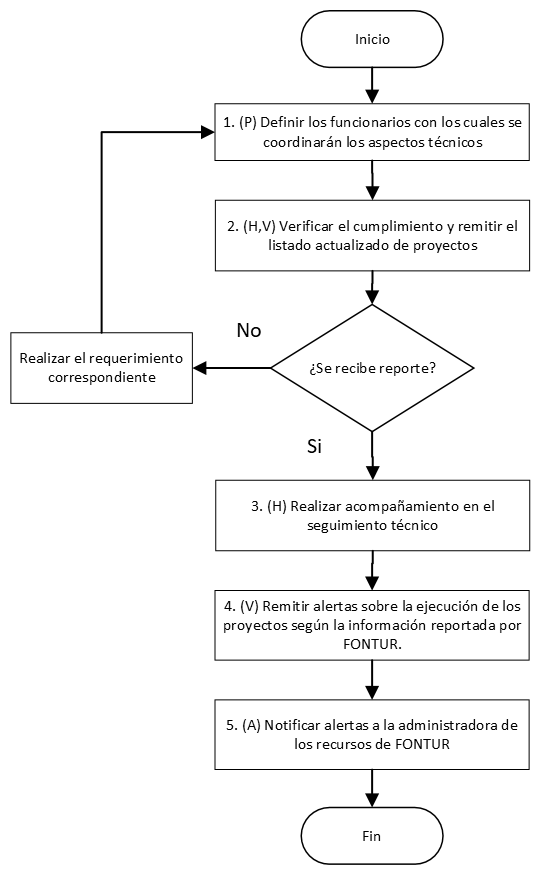 Inicio
1. (P) Definir los funcionarios con los cuales se
coordinarán los aspectos técnicos
2. (H,V) Verificar el cumplimiento y remitir el
listado actualizado de proyectos
No
Realizar el requerimiento
correspondiente
¿Se recibe reporte?
Si
3. (H) Realizar acompañamiento en el
seguimiento técnico
4. (V) Remitir alertas sobre la ejecución de los
proyectos según la información reportada por
FONTUR.
5. (A) Notificar alertas a la administradora de
los recursos de FONTUR
Fin